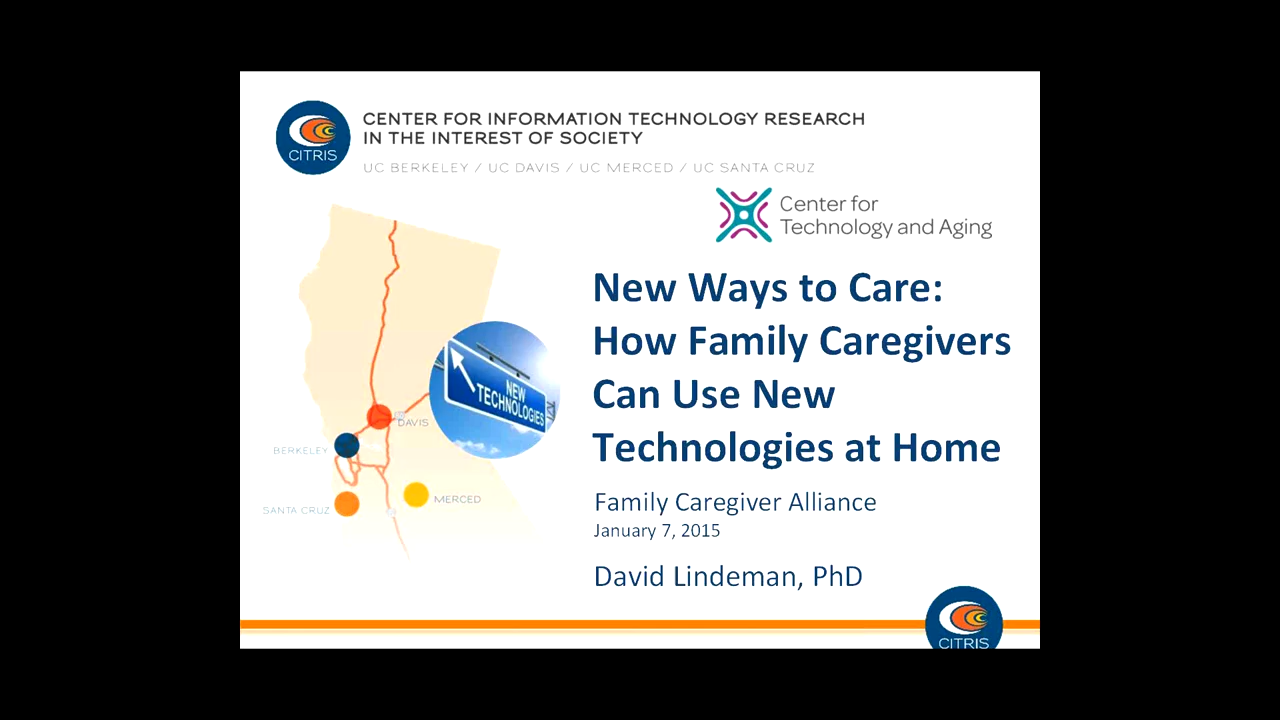 CITRIS
CENTER FOR INFORMATION TECHNOLOGY RESEARCH
IN THE INTEREST OF SOCIETY
UC BERKELEY / UC DAVIS / UC MERCED / UC SANTA CRUZ
Center for
Technology and Aging
New Ways to Care:
How Family Caregivers
Can Use New
Technologies at Home
Family Caregiver Alliance
January 7, 2015
David Lindeman, PhD
NEW
TECHNOLOGIES
DAVIS
BERKELEY
MERCED
SANTA CRUZ
CITRIS